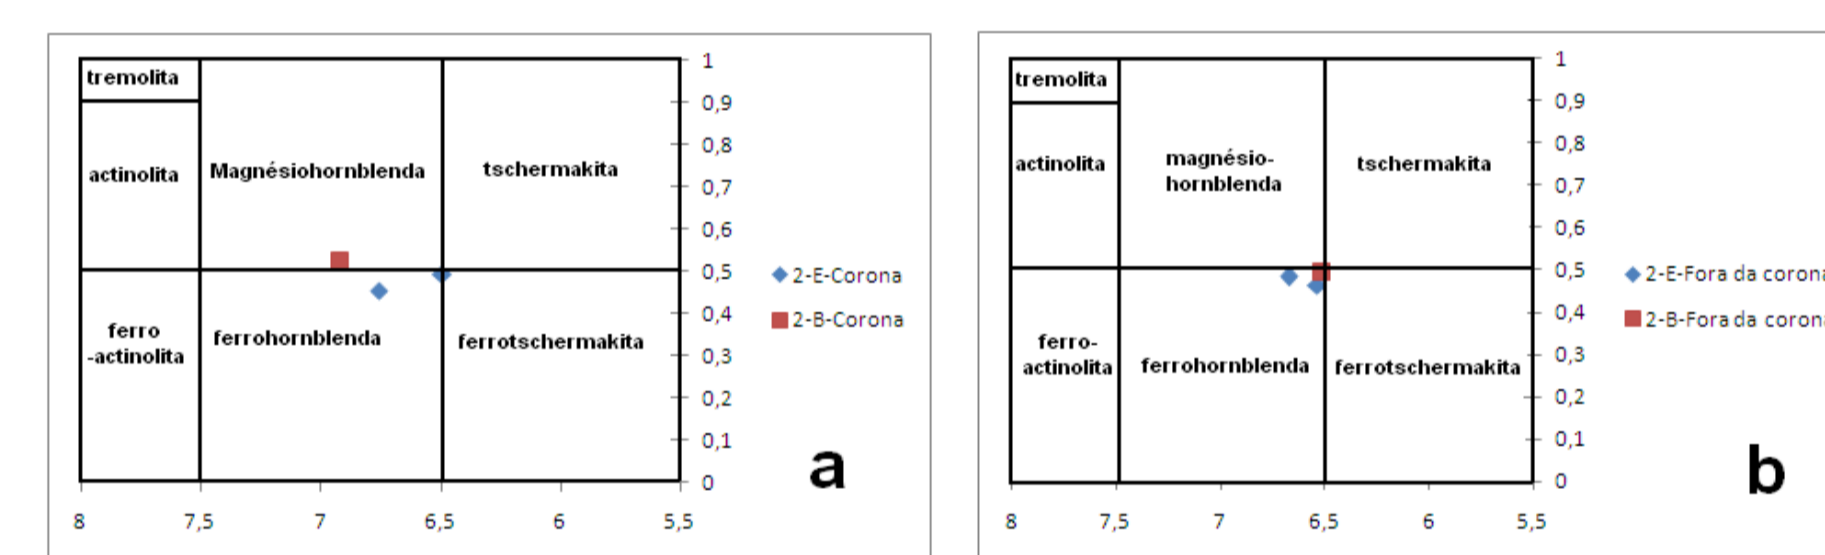 tremolita
actinolita
Magnésiohornblenda
tschermakita
ferro
-actinolita
ferrohornblenda
ferrotschermakita
1
0,9
0,8
0,7
0,6
0,5
0,4
0,3
0,2
0,1
0
8
7,5
7
6,5
6
5,5
2-E-Corona
2-B-Corona
a
tremolita
actinolita
magnésio-
hornblenda
tschermakita
ferro-
actinolita
ferrohornblenda
ferrotschermakita
1
0,9
0,8
0,7
0,6
0,5
0,4
0,3
0,2
0,1
0
8
7,5
7
6,5
6
5,5
2-E-Fora da corona
2-B-Fora da corona
b